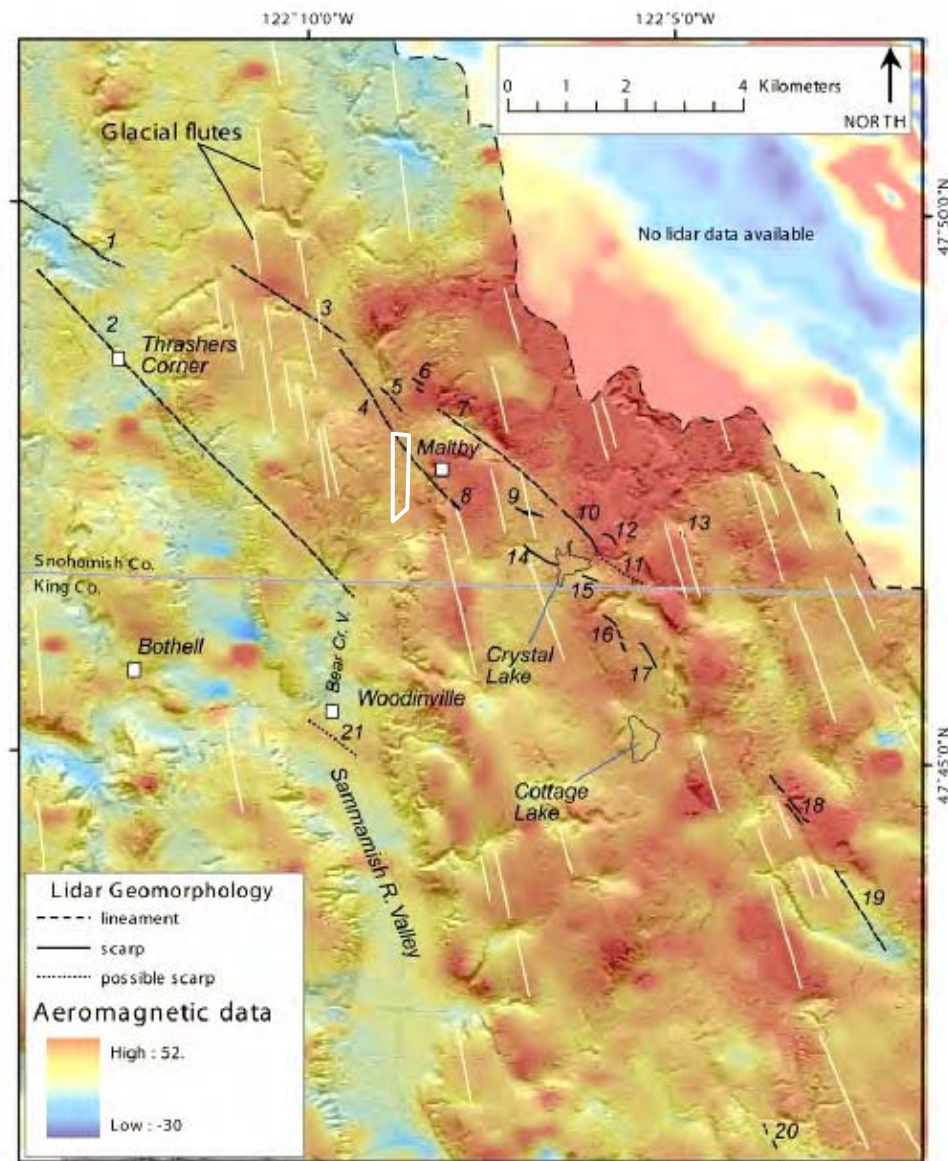 122°10'0"W
122°5'0"W
0 1 2 4 Kilometers
NORTH
Glacial flutes
47°50'0"N
No lidar data available
1
2
3
Thrashers
Corner
4
5
6
7
Maltby
8
9
10
11
12
13
14
15
Snohomish Co.
King Co.
Bothell
Bear Cr. V.
Woodinville
21
Crystal
Lake
16
17
47°45'0"N
Cottage
Lake
Sammamish R. Valley
18
19
20
Lidar Geomorphology
lineament
scarp
possible scarp
Aeromagnetic data
High : 52.
Low : -30